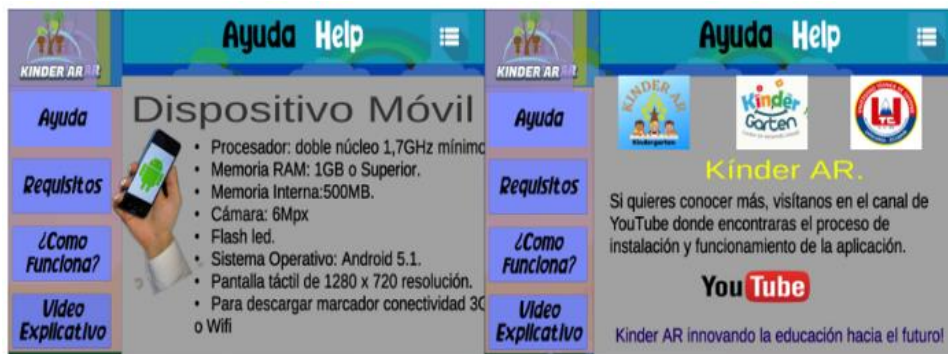 KINDER AR
Ayuda Help
Ayuda
Requisitos
¿Como
Funciona?
Video
Explicativo
Dispositivo Móvil
• Procesador: doble núcleo 1,7GHz mínimo
• Memoria RAM: 1GB o Superior.
• Memoria Interna:500MB.
• Cámara: 6Mpx
• Flash led.
• Sistema Operativo: Android 5.1.
• Pantalla táctil de 1280 x 720 resolución.
• Para descargar marcador conectividad 3G
o Wifi
KINDER AR
Ayuda Help
Ayuda
Requisitos
¿Como
Funciona?
Video
Explicativo
KINDER AR
Kindergarten
Kinder
Garten
UTC
Kínder AR.
Si quieres conocer más, visítanos en el canal de
YouTube donde encontraras el proceso de
instalación y funcionamiento de la aplicación.
YouTube
Kinder AR innovando la educación hacia el futuro!